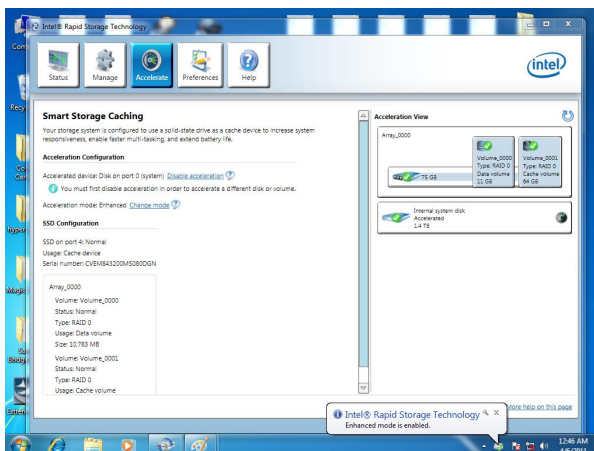 Intel® Rapid Storage Technology
Status
Manage
Accelerate
Preferences
Help
intel
Smart Storage Caching
Your storage system is configured to use a solid-state drive as a cache device to increase system
responsiveness, enable faster multi-tasking, and extend battery life.
Acceleration Configuration
Accelerated device: Disk on port 0 (system) Disable acceleration
You must first disable acceleration in order to accelerate a different disk or volume.
Acceleration mode: Enhanced Change mode
SSD Configuration
SSD on port 4: Normal
Usage: Cache device
Serial number: CVEM843200MS080DGN
Array_0000
Volume: Volume_0000
Status: Normal
Type: RAID 0
Usage: Data volume
Size: 10,783 MB
Volume: Volume_0001
Status: Normal
Type: RAID 0
Usage: Cache volume
Acceleration View
Array_0000
75 GB
Volume_0000
Type: RAID 0
Data volume
11 GB
Volume_0001
Type: RAID 0
Cache volume
64 GB
Internal system disk
Accelerated
1.4 TB
More help on this page
Intel® Rapid Storage Technology
Enhanced mode is enabled.
12:46 AM
4/6/2011